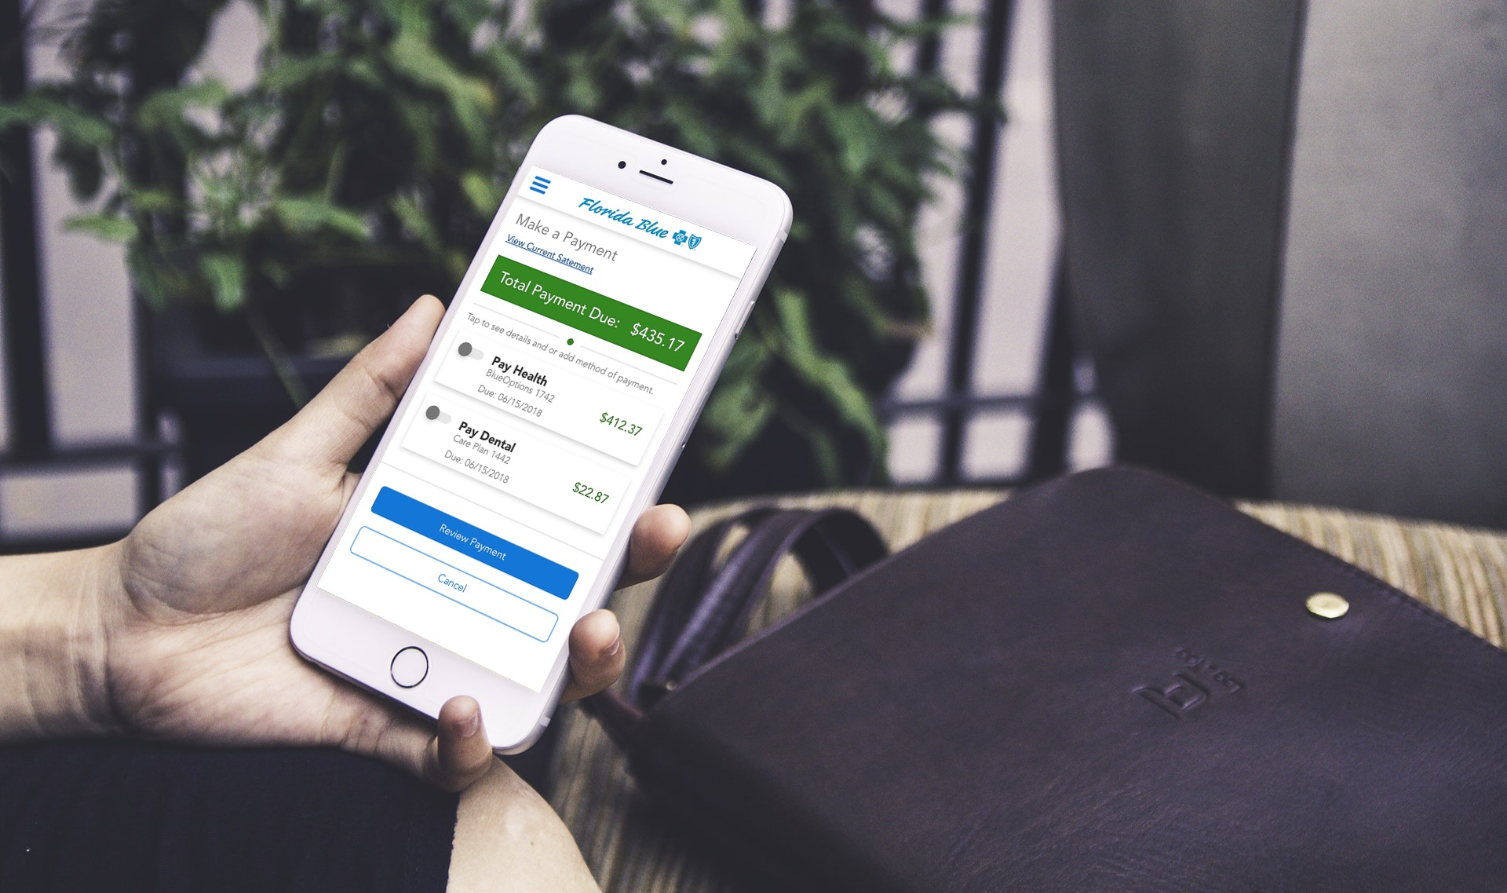 Florida Blue
Make a Payment
View Current Satement
Total Payment Due: $435.17
Tap to see details and or add method of payment.
Pay Health
BlueOptions 1742
Due: 06/15/2018
$412.37
Pay Dental
Care Plan 1442
Due: 06/15/2018
$22.87
Review Payment
Cancel